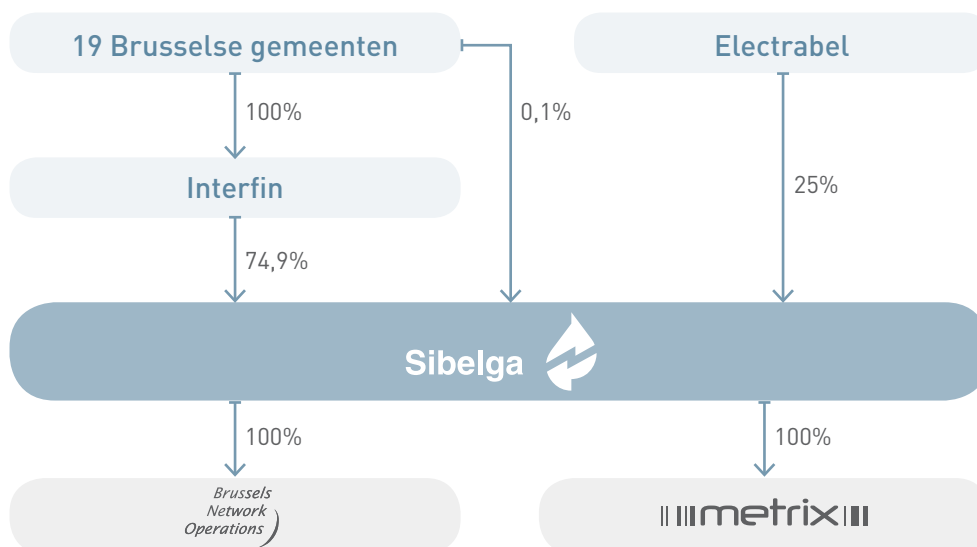 19 Brusselse gemeenten
Electrabel
100%
0,1%
Interfin
25%
74,9%
Sibelga
100%
100%
Brussels
Network
Operations
metrix